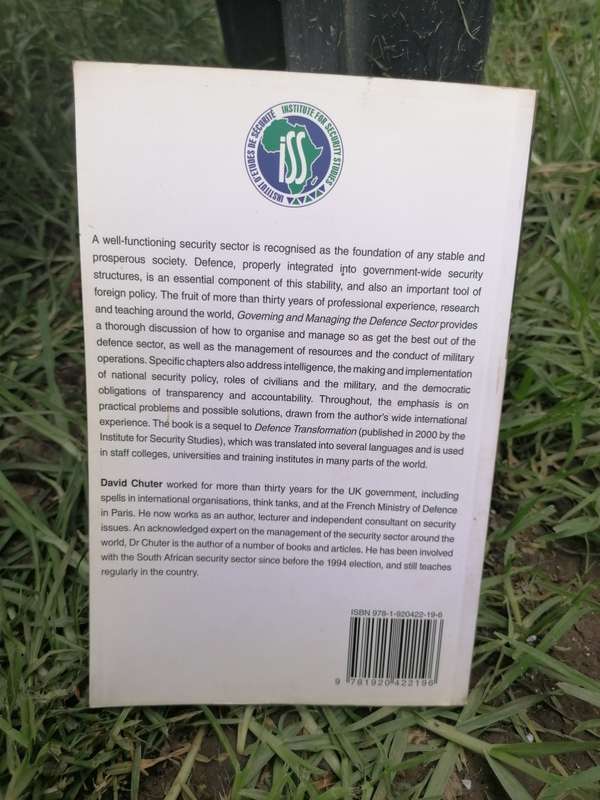 INSTITUT D'ETUDES DE SÉCURITÉ INSTITUTE FOR SECURITY STUDIES
iSS
A well-functioning security sector is recognised as the foundation of any stable and
prosperous society. Defence, properly integrated into government-wide security
structures, is an essential component of this stability, and also an important tool of
foreign policy. The fruit of more than thirty years of professional experience, research
and teaching around the world, Governing and Managing the Defence Sector provides
a thorough discussion of how to organise and manage so as get the best out of the
defence sector, as well as the management of resources and the conduct of military
operations. Specific chapters also address intelligence, the making and implementation
of national security policy, roles of civilians and the military, and the democratic
obligations of transparency and accountability. Throughout, the emphasis is on
practical problems and possible solutions, drawn from the author's wide international
experience. The book is a sequel to Defence Transformation (published in 2000 by the
Institute for Security Studies), which was translated into several languages and is used
in staff colleges, universities and training institutes in many parts of the world.
David Chuter worked for more than thirty years for the UK government, including
spells in international organisations, think tanks, and at the French Ministry of Defence
in Paris. He now works as an author, lecturer and independent consultant on security
issues. An acknowledged expert on the management of the security sector around the
world, Dr Chuter is the author of a number of books and articles. He has been involved
with the South African security sector since before the 1994 election, and still teaches
regularly in the country.
ISBN 978-1-920422-19-6
9 781920 422196